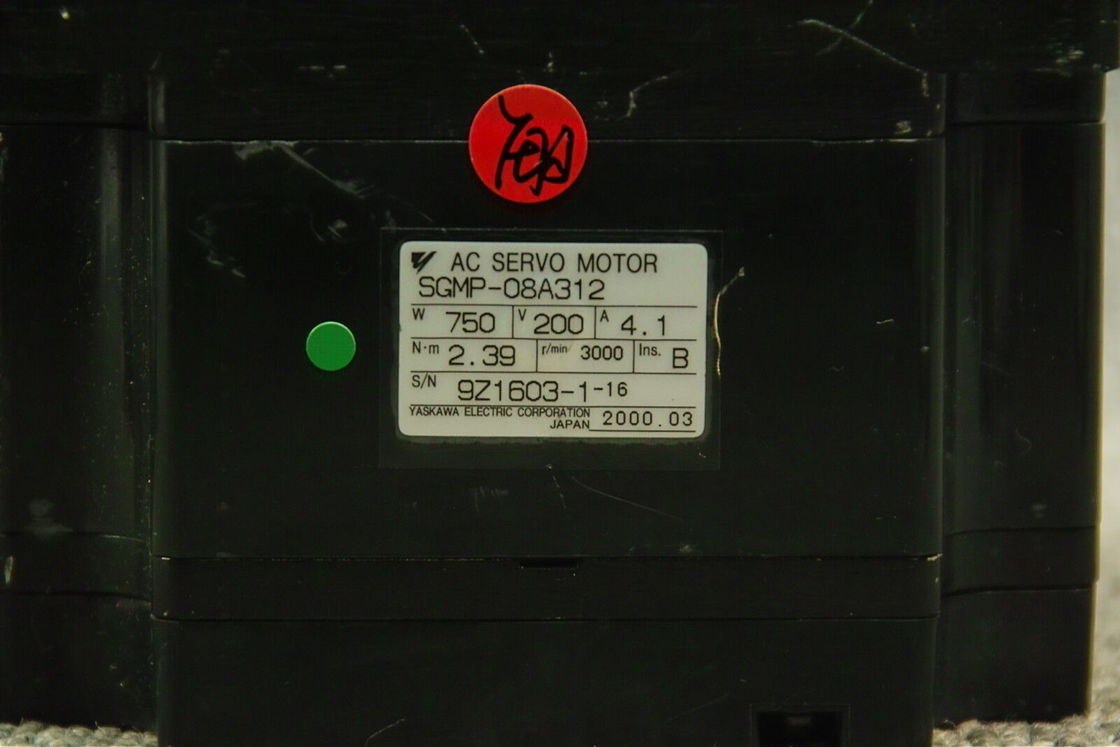 AC SERVO MOTOR
SGMP-08A312
W 750 V 200 A 4.1
N·m 2.39 r/min 3000 Ins. B
S/N 9Z1603-1-16
YASKAWA ELECTRIC CORPORATION
JAPAN 2000.03